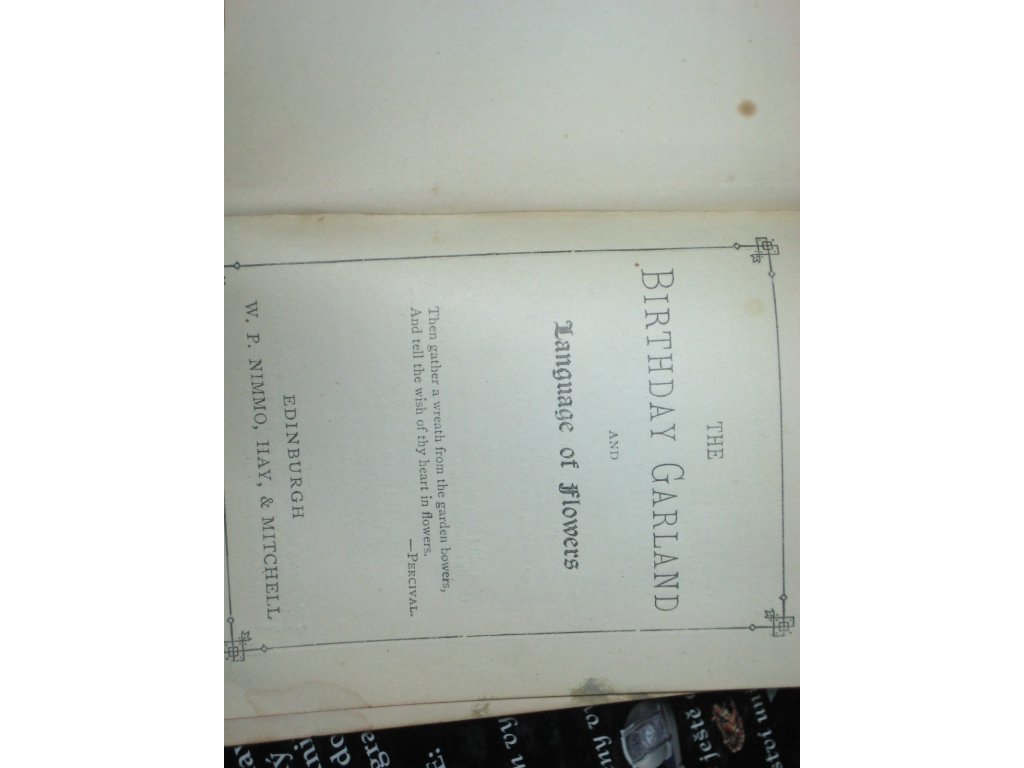 THE
BIRTHDAY GARLAND
AND
Language of Flowers
Then gather a wreath from the garden bowers,
And tell the wish of thy heart in flowers.
—PERCIVAL.
EDINBURGH
W. P. NIMMO, HAY, & MITCHELL
ještě